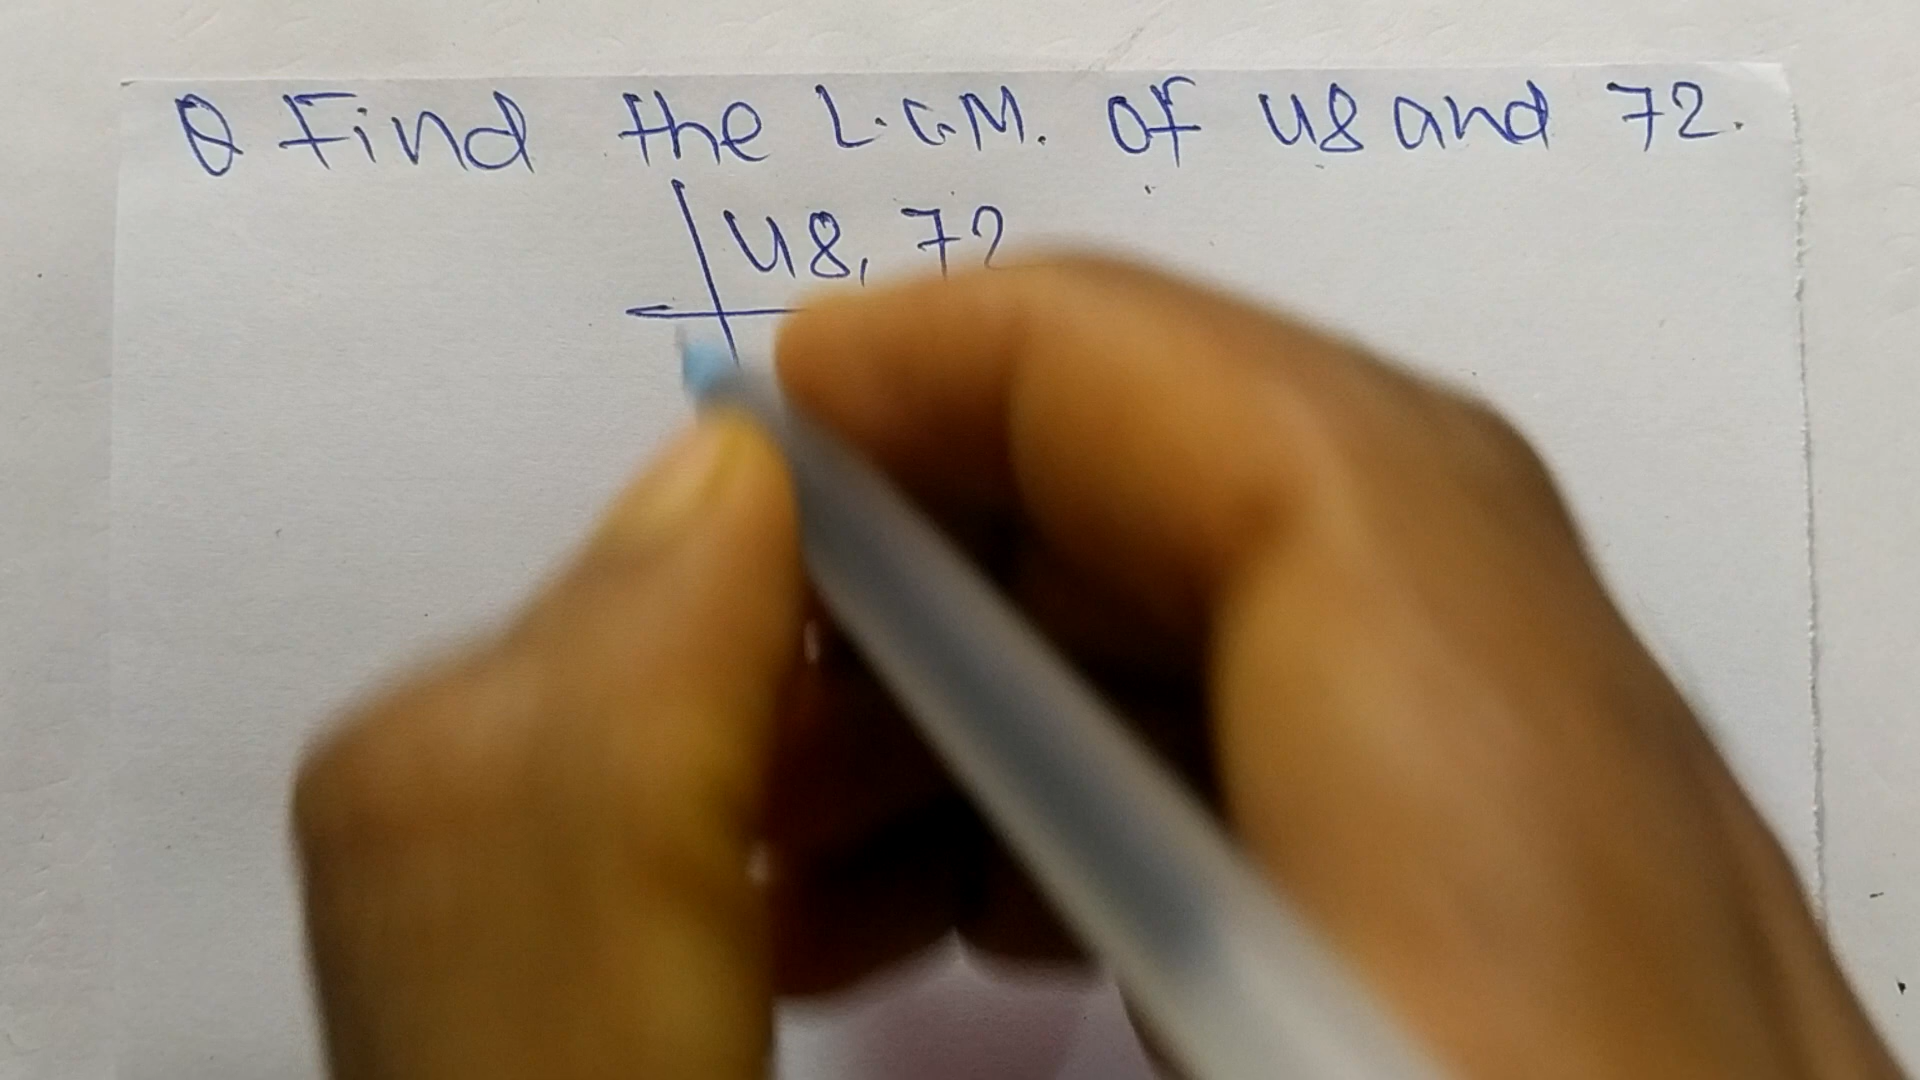 Q Find the L.C.M. of 48 and 72.
48, 72